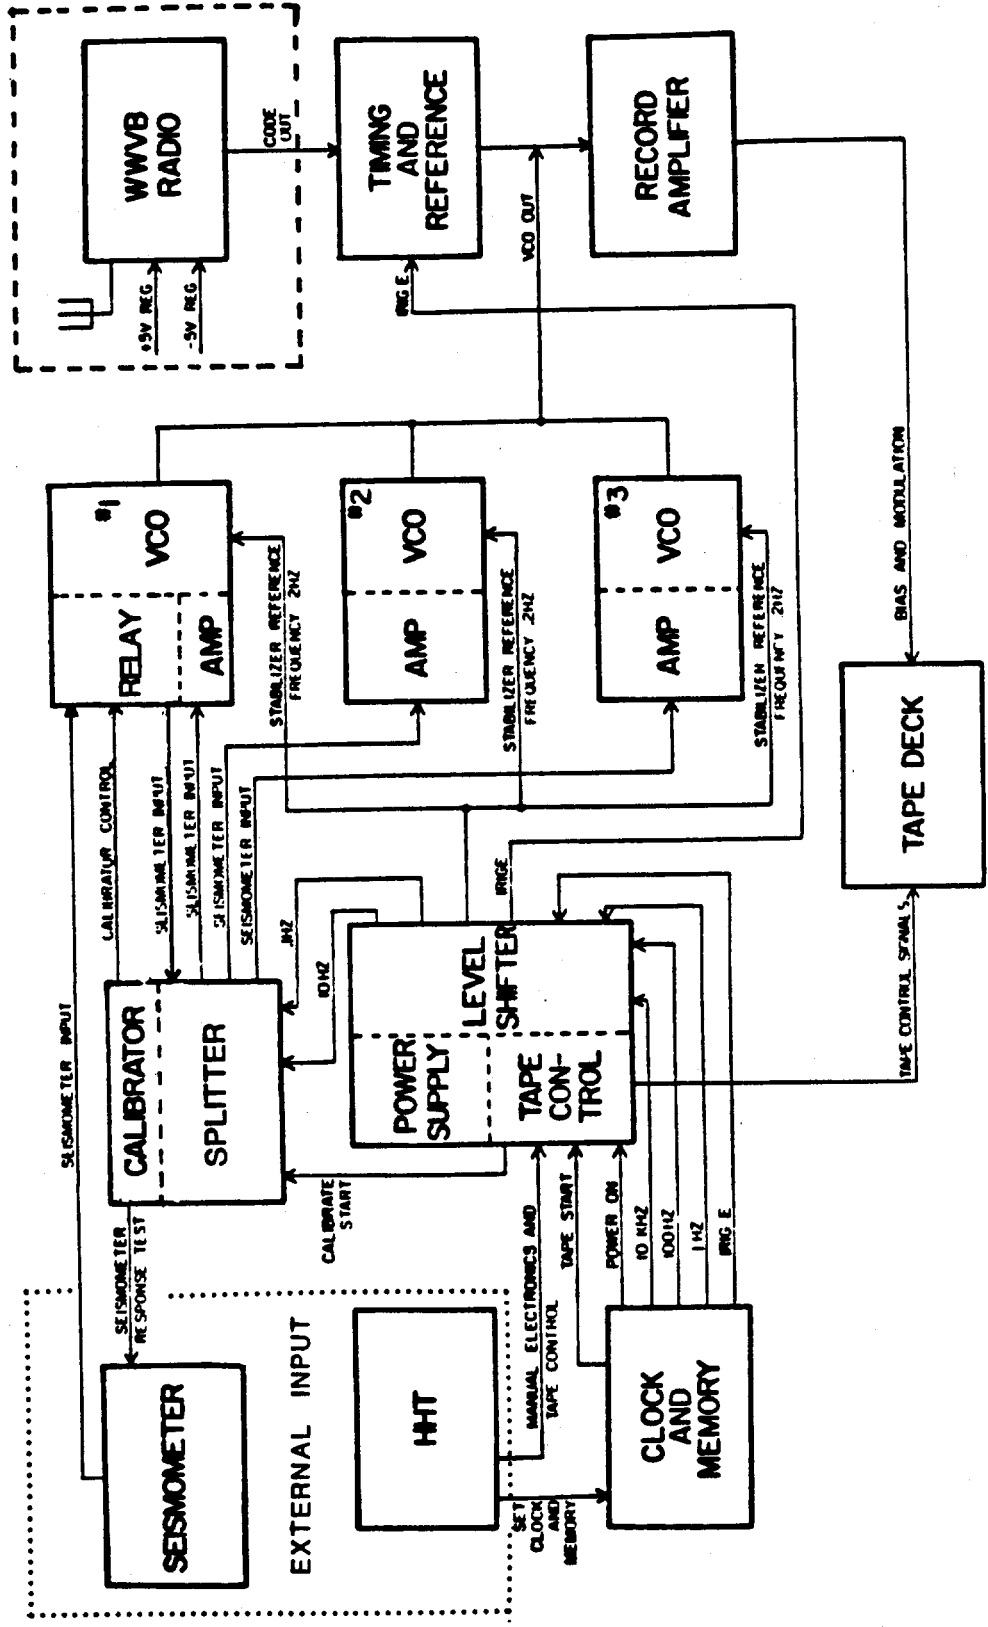 SEISMOMETER
EXTERNAL INPUT
HHT
CLOCK
AND
MEMORY
SEISMOMETER
RESPONSE TEST
SEISMOMETER INPUT
CALIBRATE
START
MANUAL ELECTRONICS AND
TAPE CONTROL
SET
CLOCK
AND
MEMORY
TAPE START
POWER ON
10 KHZ
100HZ
1 HZ
IRIG E
CALIBRATOR
SPLITTER
POWER
SUPPLY
TAPE
CON-
TROL
LEVEL
SHIFTER
CALIBRATUR CONTROL
SEISMOMETER INPUT
SEISMOMETER INPUT
SEISMOMETER INPUT
SEISMOMETER INPUT
.1HZ
10HZ
IRIGE
TAPE CONTROL SIGNALS
RELAY
AMP
#1
VCO
STABILIZER REFERENCE
FREQUENCY .2HZ
AMP
#2
VCO
STABILIZER REFERENCE
FREQUENCY .2HZ
AMP
#3
VCO
STABILIZER REFERENCE
FREQUENCY .2HZ
TAPE DECK
BIAS AND MODULATION
+5V REG
-5V REG
WWVB
RADIO
CODE
OUT
IRIG E
TIMING
AND
REFERENCE
VCO OUT
RECORD
AMPLIFIER